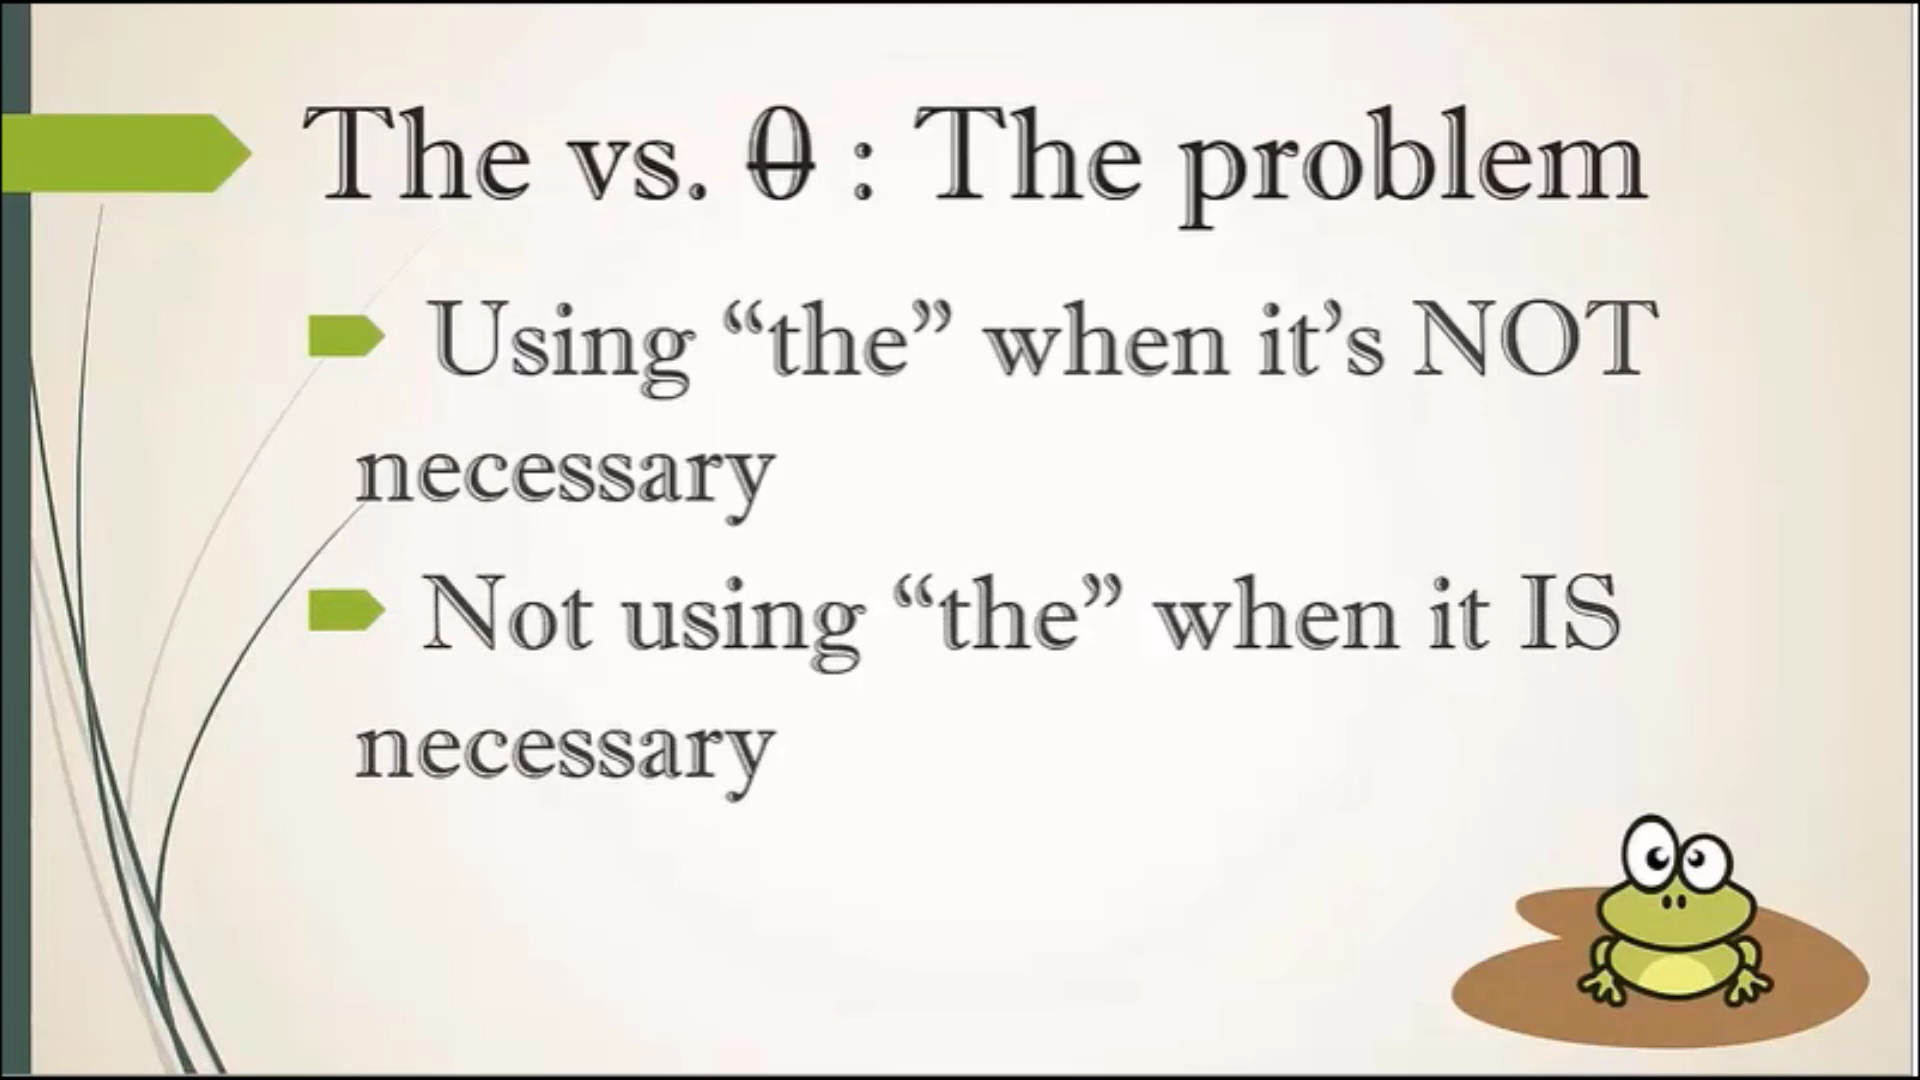 The vs. θ : The problem
Using “the” when it’s NOT
necessary
Not using “the” when it IS
necessary